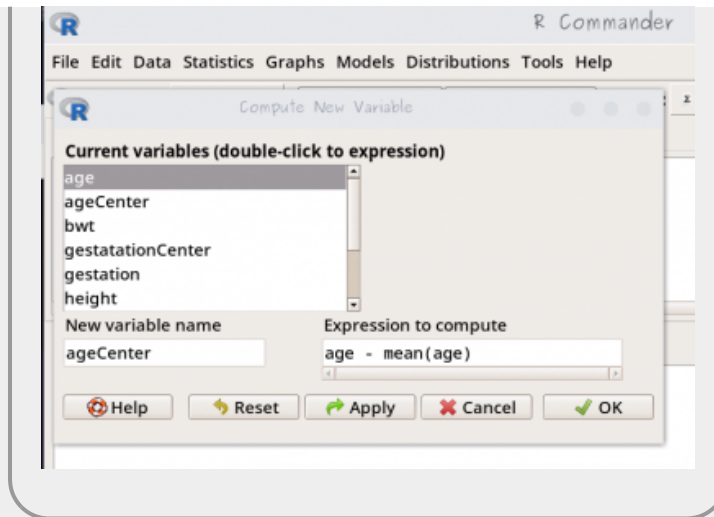 R Commander
File Edit Data Statistics Graphs Models Distributions Tools Help
Compute New Variable
Current variables (double-click to expression)
age
ageCenter
bwt
gestatationCenter
gestation
height
New variable name Expression to compute
ageCenter age - mean(age)
Help Reset Apply Cancel OK